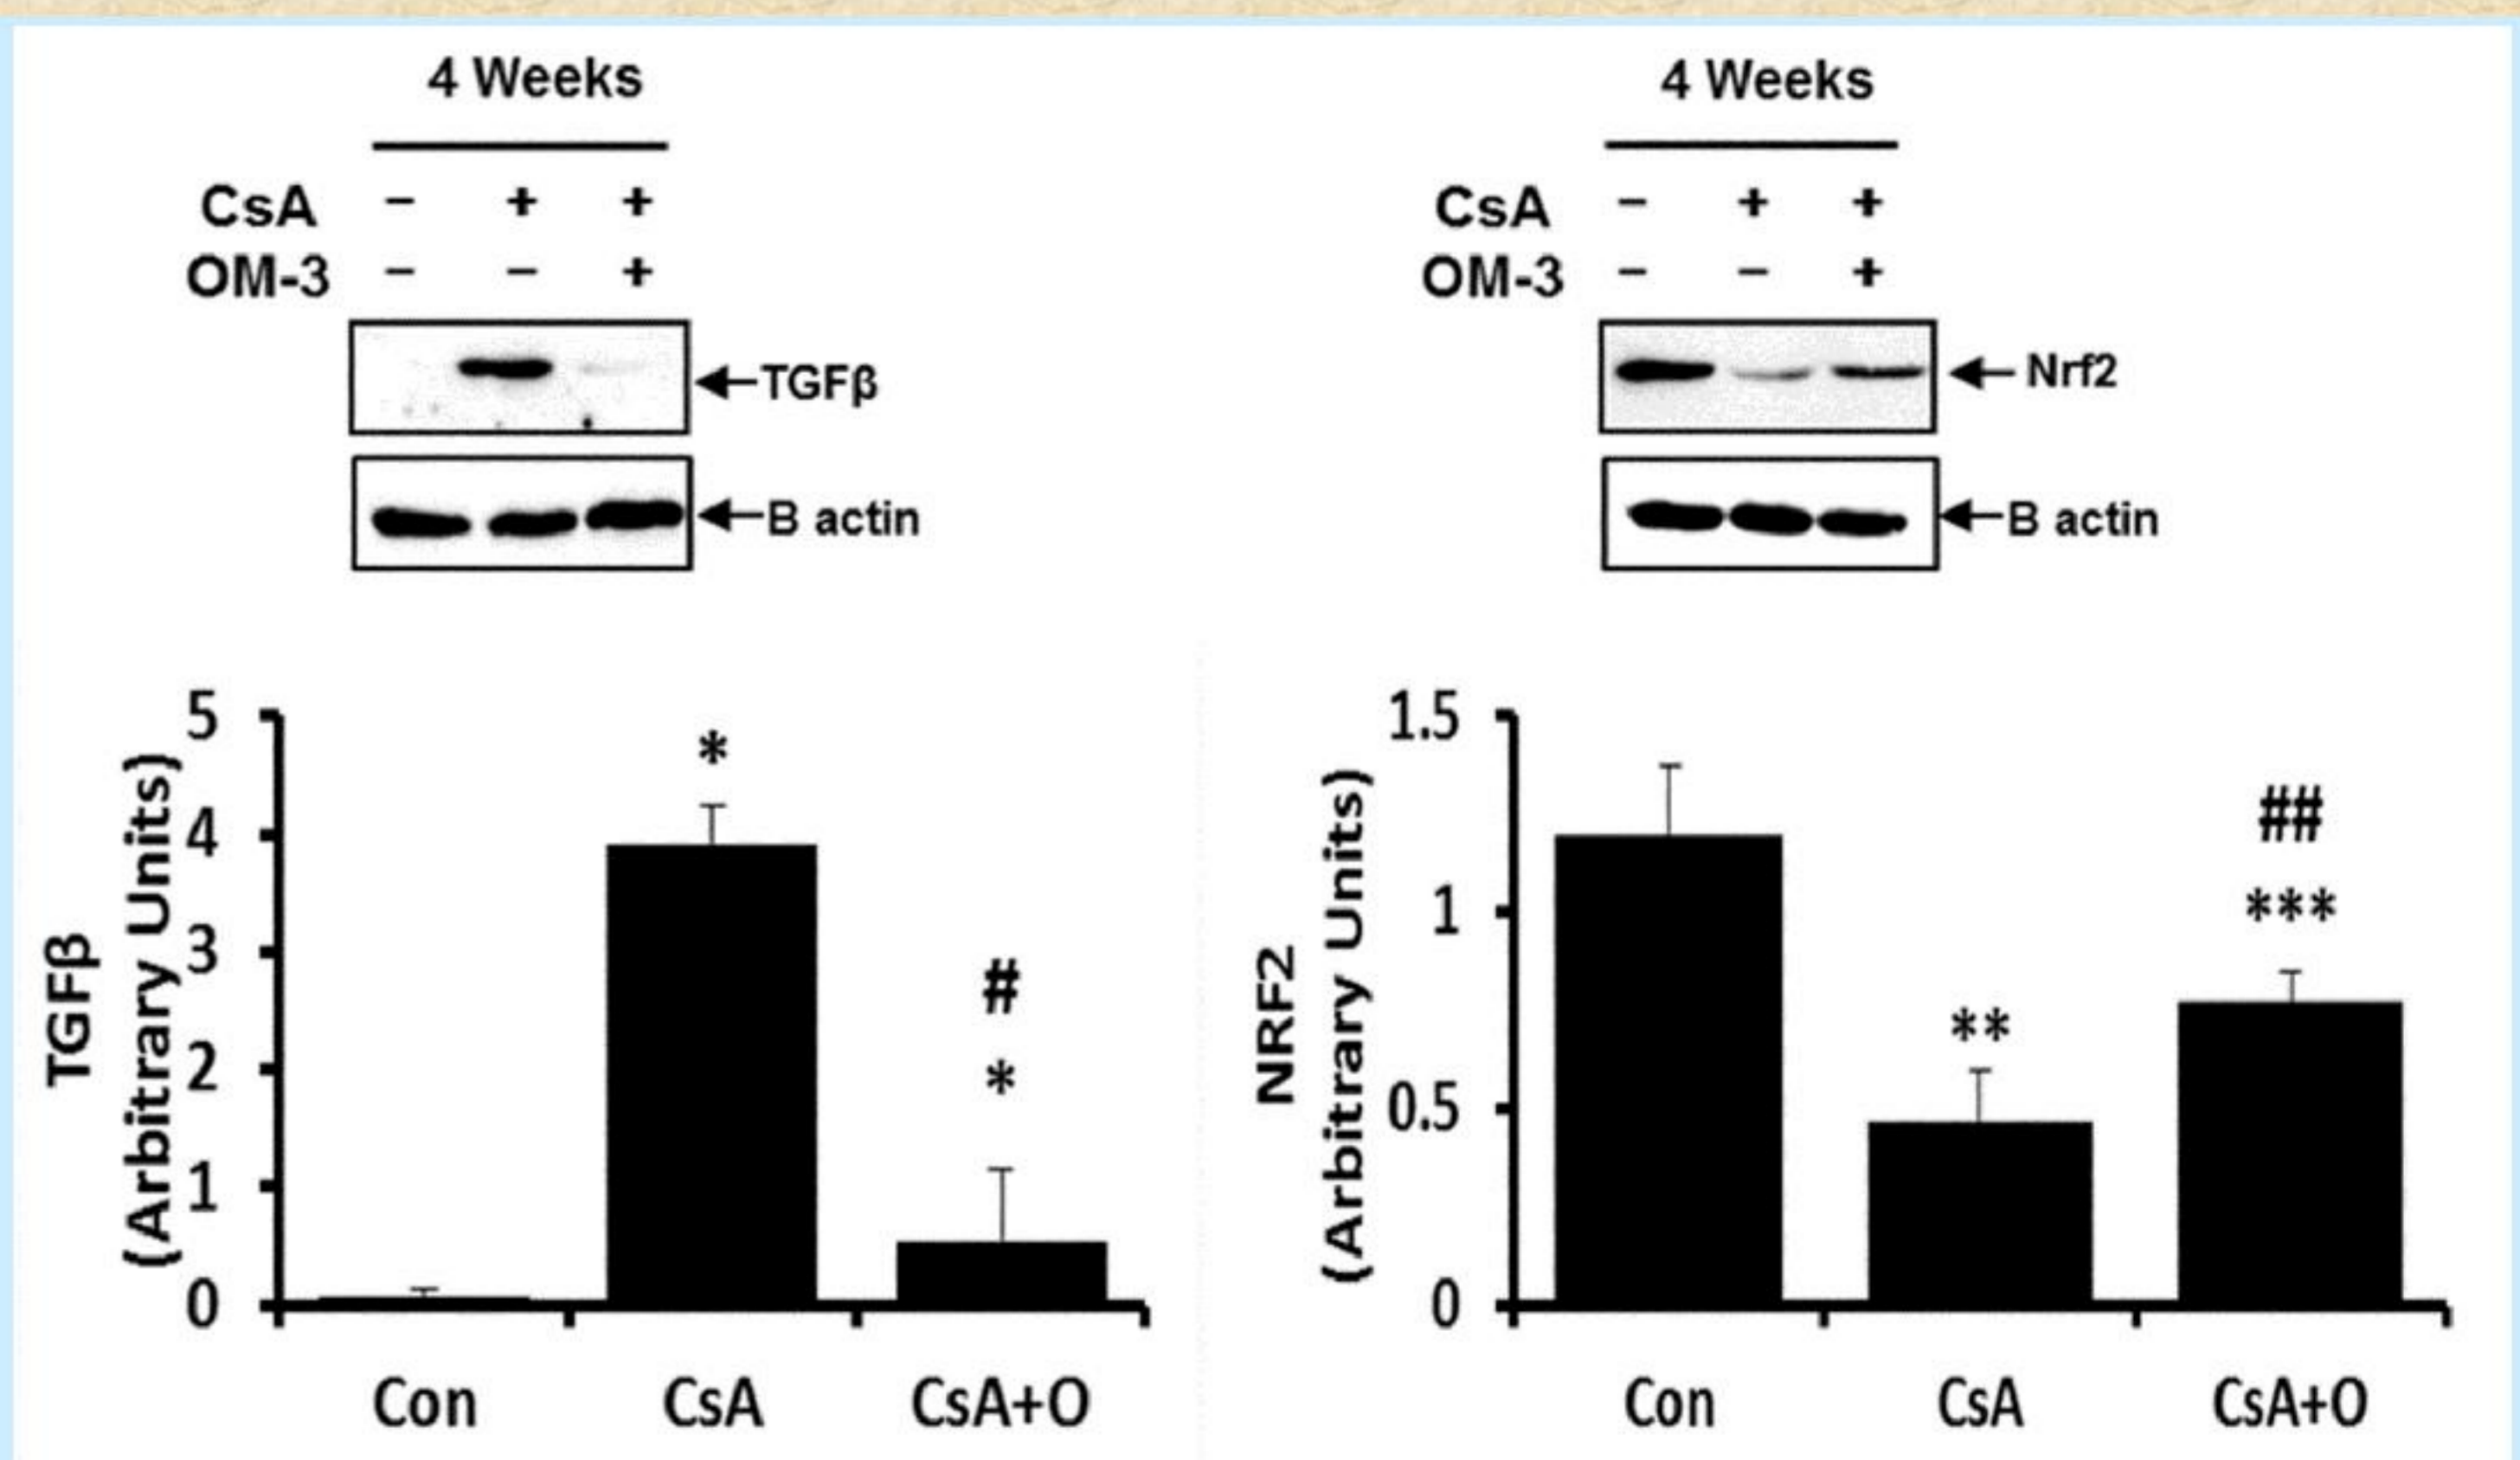 4 Weeks
CsA − + +
OM-3 − − +
TGFβ
B actin
TGFβ
(Arbitrary Units)
5
4
3
2
1
0
*
#
*
Con CsA CsA+O
4 Weeks
CsA − + +
OM-3 − − +
Nrf2
B actin
NRF2
(Arbitrary Units)
1.5
1
0.5
0
**
##
***
Con CsA CsA+O